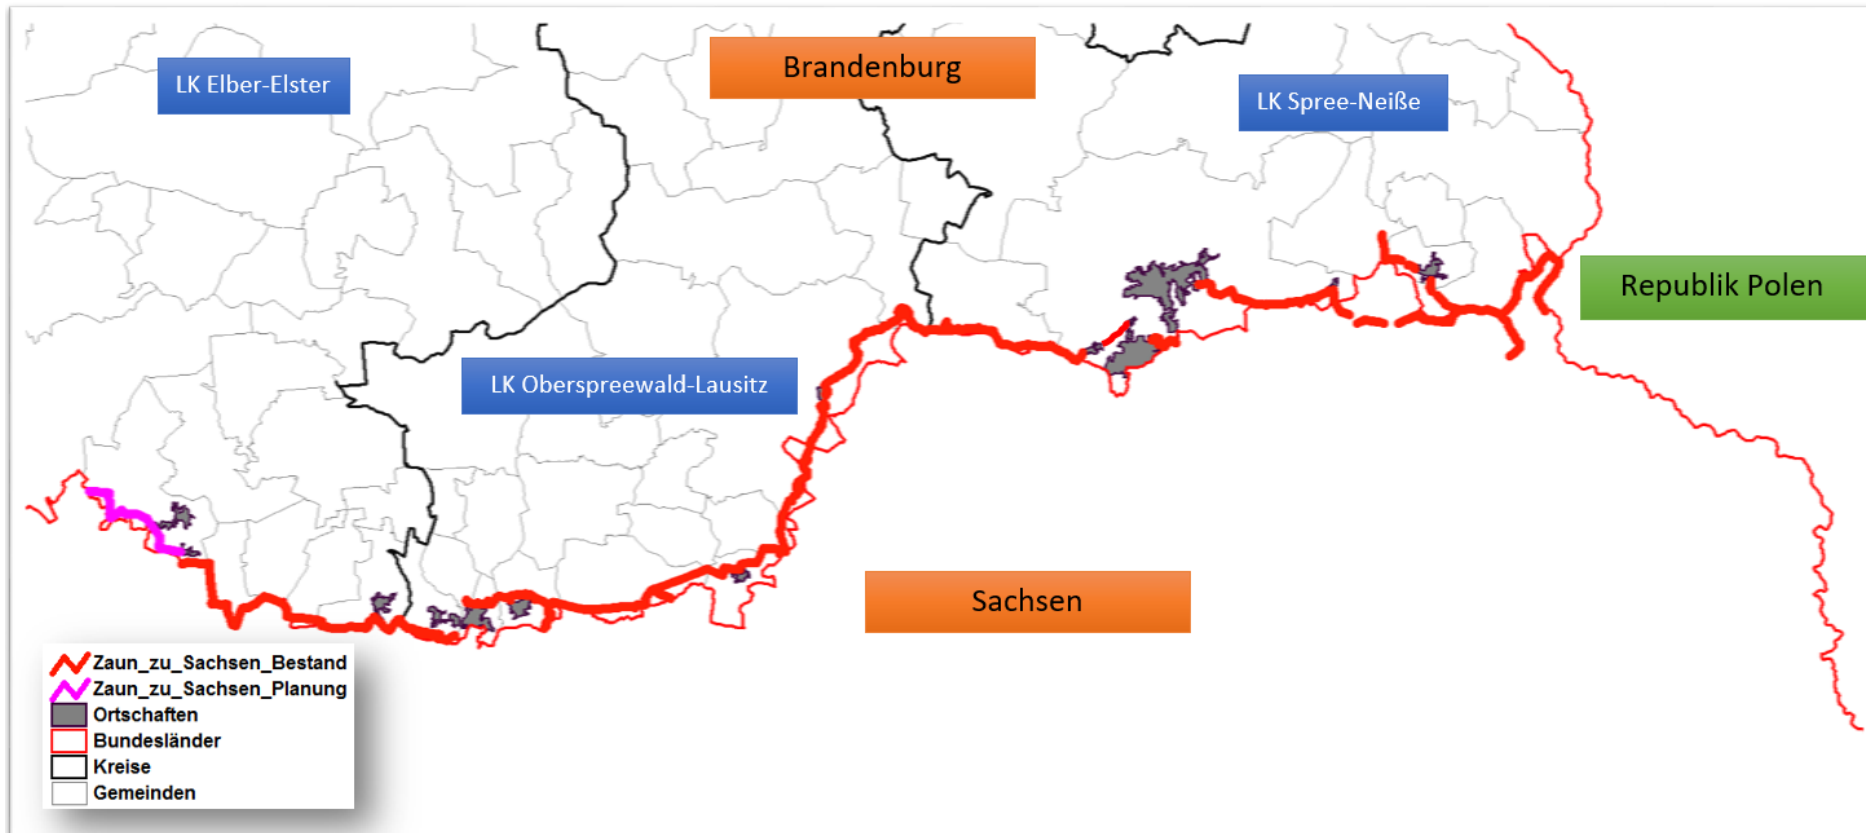 Brandenburg
LK Elber-Elster
LK Spree-Neiße
Republik Polen
LK Oberspreewald-Lausitz
Sachsen
Zaun_zu_Sachsen_Bestand
Zaun_zu_Sachsen_Planung
Ortschaften
Bundesländer
Kreise
Gemeinden